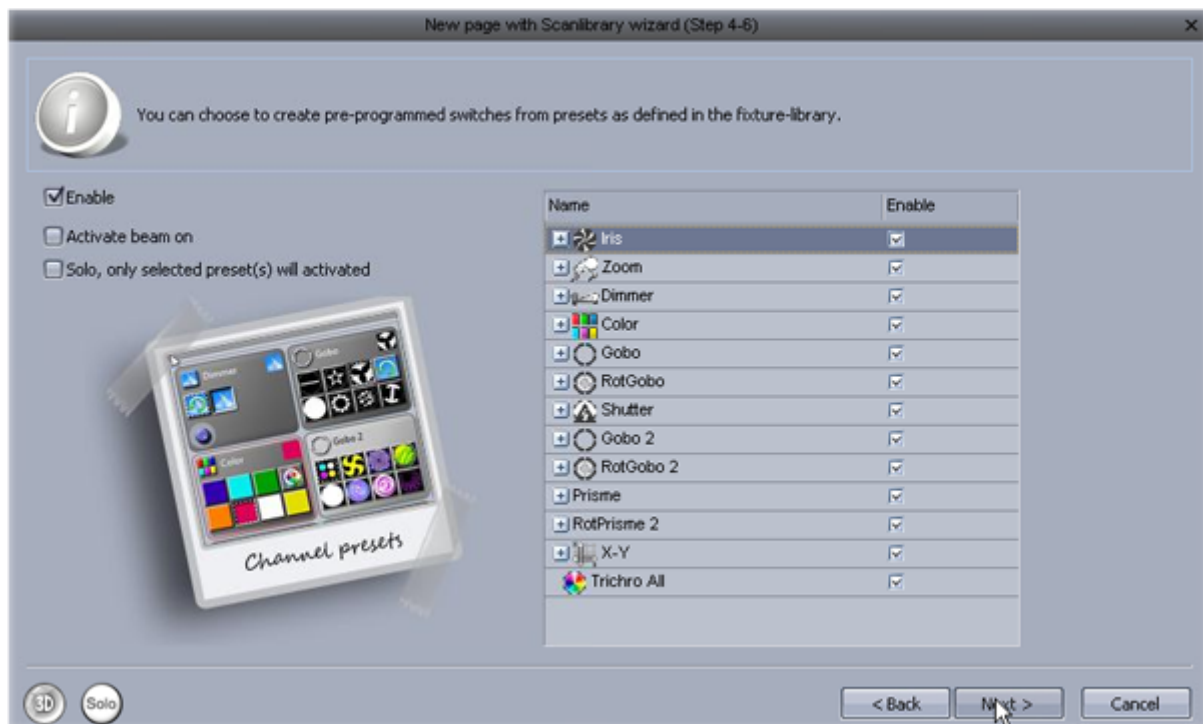 New page with Scanlibrary wizard (Step 4-6)
You can choose to create pre-programmed switches from presets as defined in the fixture-library.
Enable
Activate beam on
Solo, only selected preset(s) will activated
Dimmer
Gobo
Color
Gobo 2
Channel presets
Name Enable
Iris
Zoom
Dimmer
Color
Gobo
RotGobo
Shutter
Gobo 2
RotGobo 2
Prisme
RotPrisme 2
X-Y
Trichro All
3D
Solo
< Back
Next >
Cancel